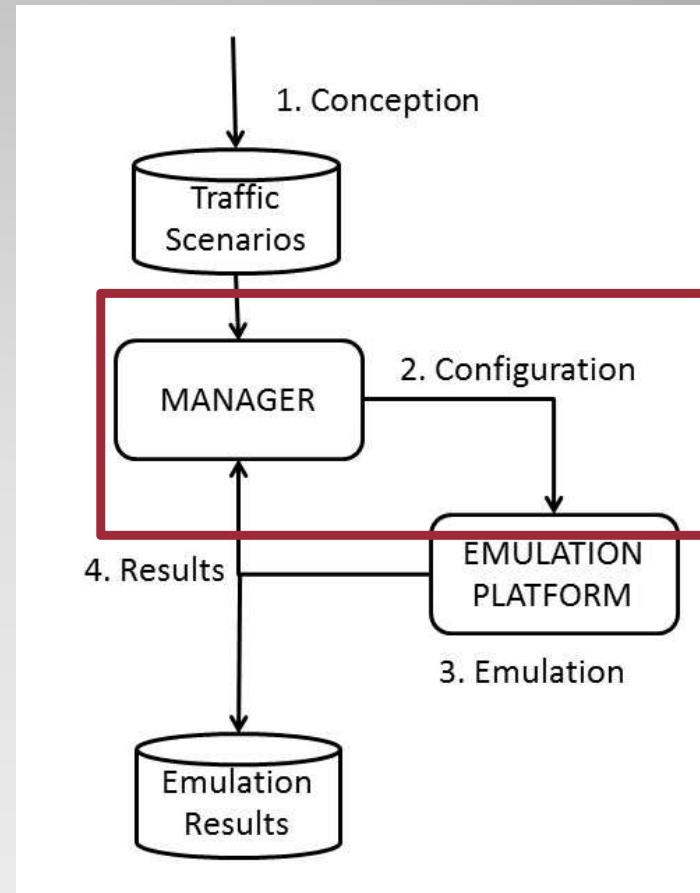 1. Conception
Traffic
Scenarios
MANAGER
2. Configuration
EMULATION
PLATFORM
4. Results
3. Emulation
Emulation
Results